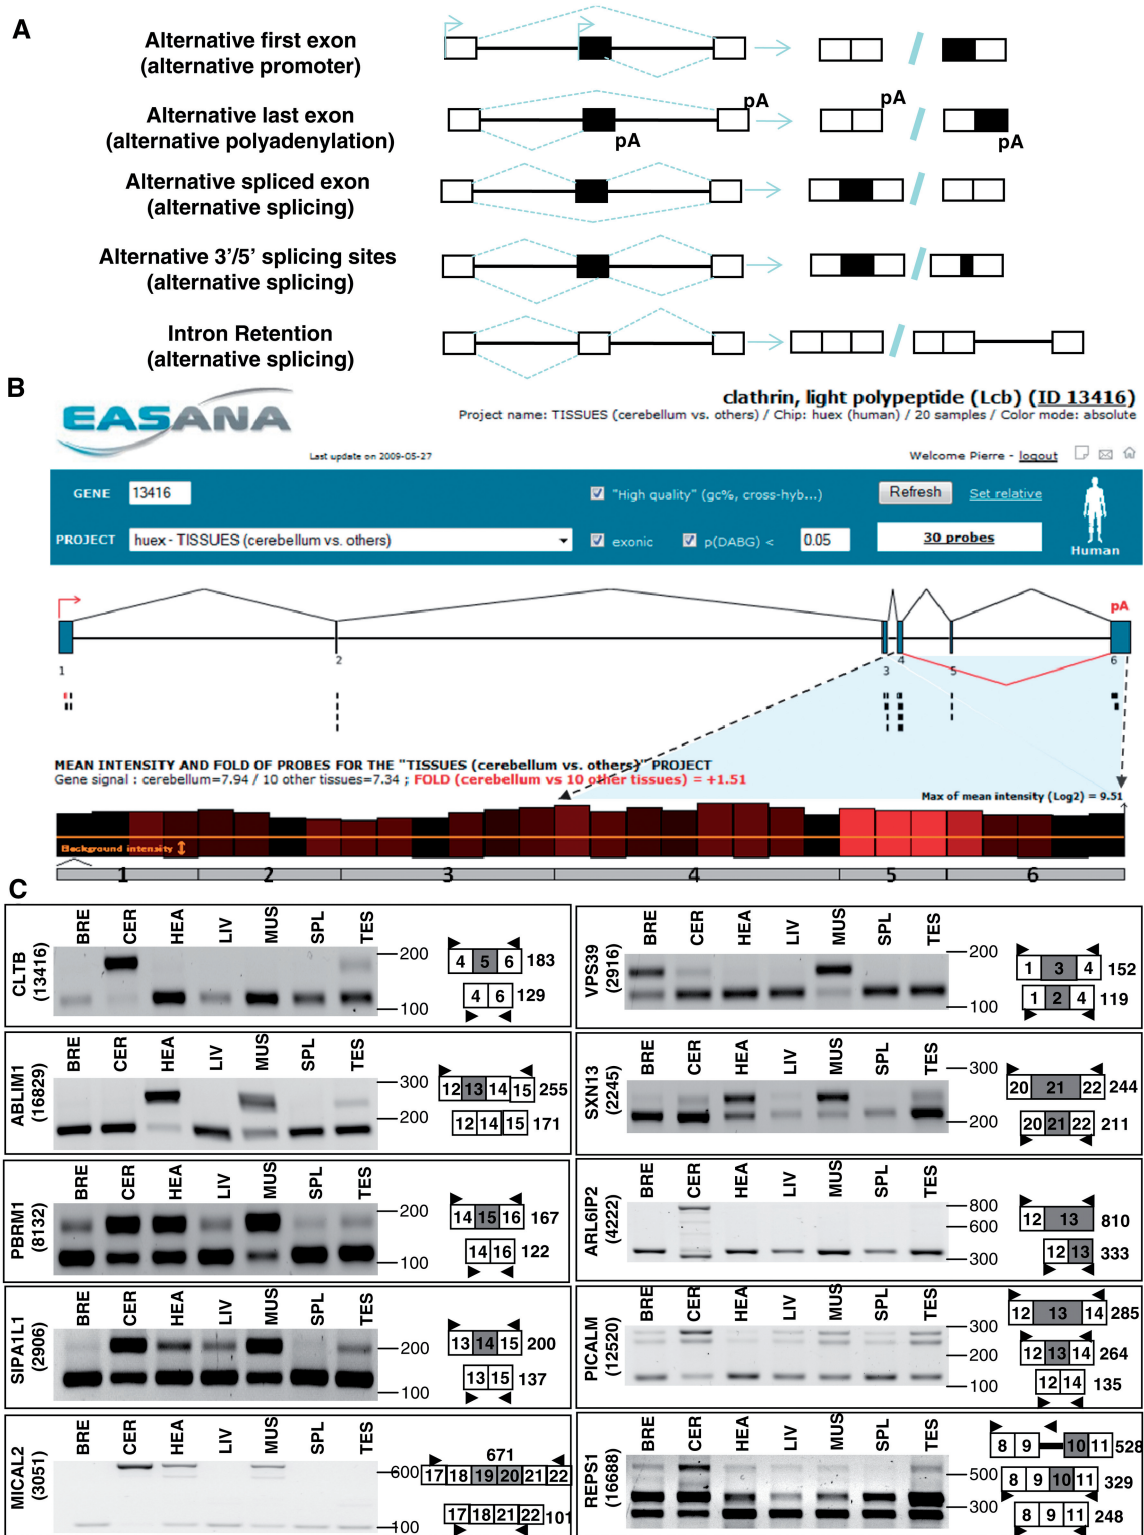 A
Alternative first exon
(alternative promoter)
Alternative last exon
(alternative polyadenylation)
pA
pA
pA
pA
Alternative spliced exon
(alternative splicing)
Alternative 3’/5’ splicing sites
(alternative splicing)
Intron Retention
(alternative splicing)
B
EASANA
clathrin, light polypeptide (Lcb) (ID 13416)
Project name: TISSUES (cerebellum vs. others) / Chip: huex (human) / 20 samples / Color mode: absolute
Last update on 2009-05-27
Welcome Pierre - logout
GENE 13416 "High quality" (gc%, cross-hyb...) Refresh Set relative
PROJECT huex - TISSUES (cerebellum vs. others) exonic p(DABG) < 0.05 30 probes
Human
pA
1 2 3 4 5 6
MEAN INTENSITY AND FOLD OF PROBES FOR THE "TISSUES (cerebellum vs. others)" PROJECT
Gene signal : cerebellum=7.94 / 10 other tissues=7.34 ; FOLD (cerebellum vs 10 other tissues) = +1.51
Max of mean intensity (Log2) = 9.51
Background intensity
1 2 3 4 5 6
C
BRE CER HEA LIV MUS SPL TES
CLTB
(13416)
200
100
4 5 6 183
4 6 129
BRE CER HEA LIV MUS SPL TES
VPS39
(2916)
200
100
1 3 4 152
1 2 4 119
BRE CER HEA LIV MUS SPL TES
ABLIM1
(16829)
300
200
12 13 14 15 255
12 14 15 171
BRE CER HEA LIV MUS SPL TES
SXN13
(2245)
300
200
20 21 22 244
20 21 22 211
BRE CER HEA LIV MUS SPL TES
PBRM1
(8132)
200
100
14 15 16 167
14 16 122
BRE CER HEA LIV MUS SPL TES
ARL6IP2
(4222)
800
600
300
12 13 810
12 13 333
BRE CER HEA LIV MUS SPL TES
SIPA1L1
(2906)
200
100
13 14 15 200
13 15 137
BRE CER HEA LIV MUS SPL TES
PICALM
(12520)
300
200
100
12 13 14 285
12 13 14 264
12 14 135
BRE CER HEA LIV MUS SPL TES
MICAL2
(3051)
600
100
671
17 18 19 20 21 22
17 18 21 22 101
BRE CER HEA LIV MUS SPL TES
REPS1
(16688)
500
300
8 9 10 11 528
8 9 10 11 329
8 9 11 248